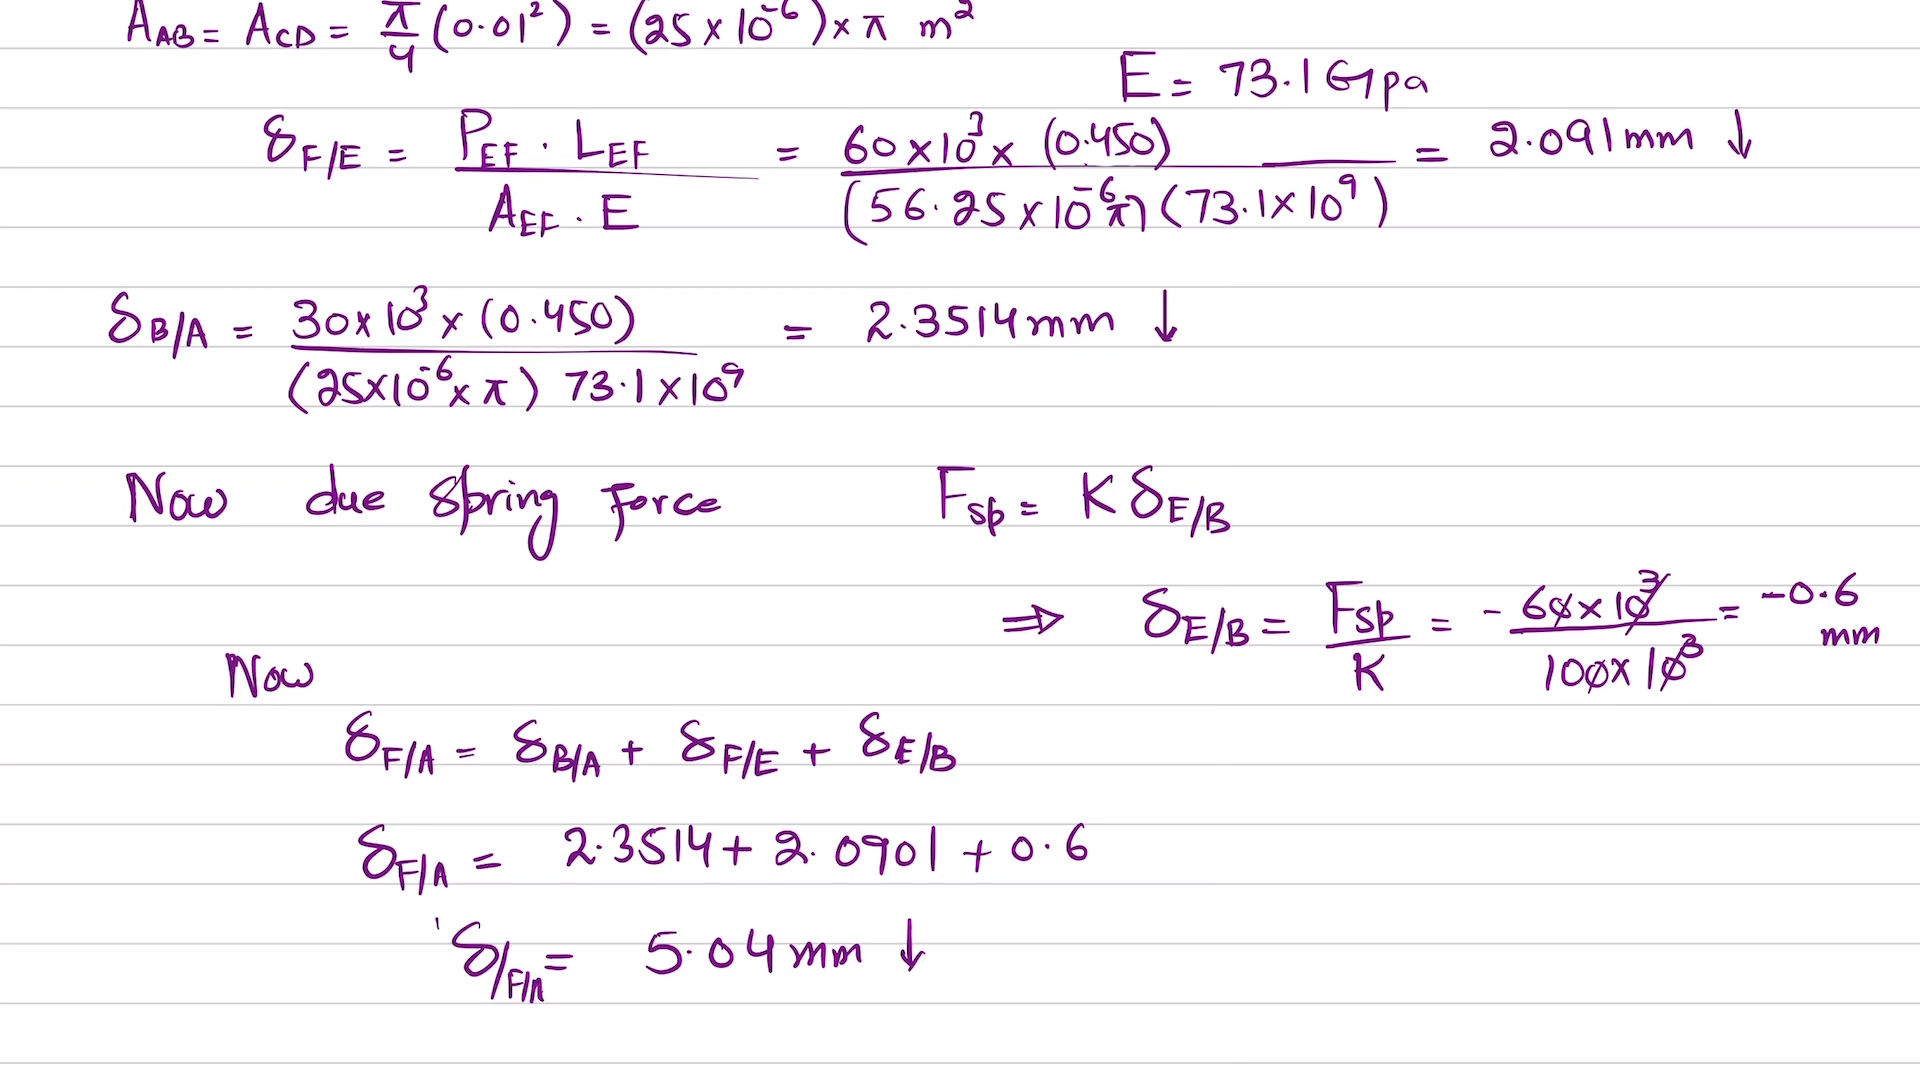 A_AB = A_CD = π/4 (0.01²) = (25 × 10⁻⁶) × π m²
E = 73.1 Gpa
δ_F/E = P_EF · L_EF / A_EF · E = 60×10³ × (0.450) / (56.25 × 10⁻⁶π) (73.1 × 10⁹) = 2.091 mm ↓
δ_B/A = 30 × 10³ × (0.450) / (25×10⁻⁶ × π) 73.1 × 10⁹ = 2.3514 mm ↓
Now due spring force F_sp = K δ_E/B
⇒ δ_E/B = F_sp / K = - 60×10³ / 100×10³ = -0.6 mm
Now
δ_F/A = δ_B/A + δ_F/E + δ_E/B
δ_F/A = 2.3514 + 2.0901 + 0.6
δ/F/A = 5.04 mm ↓